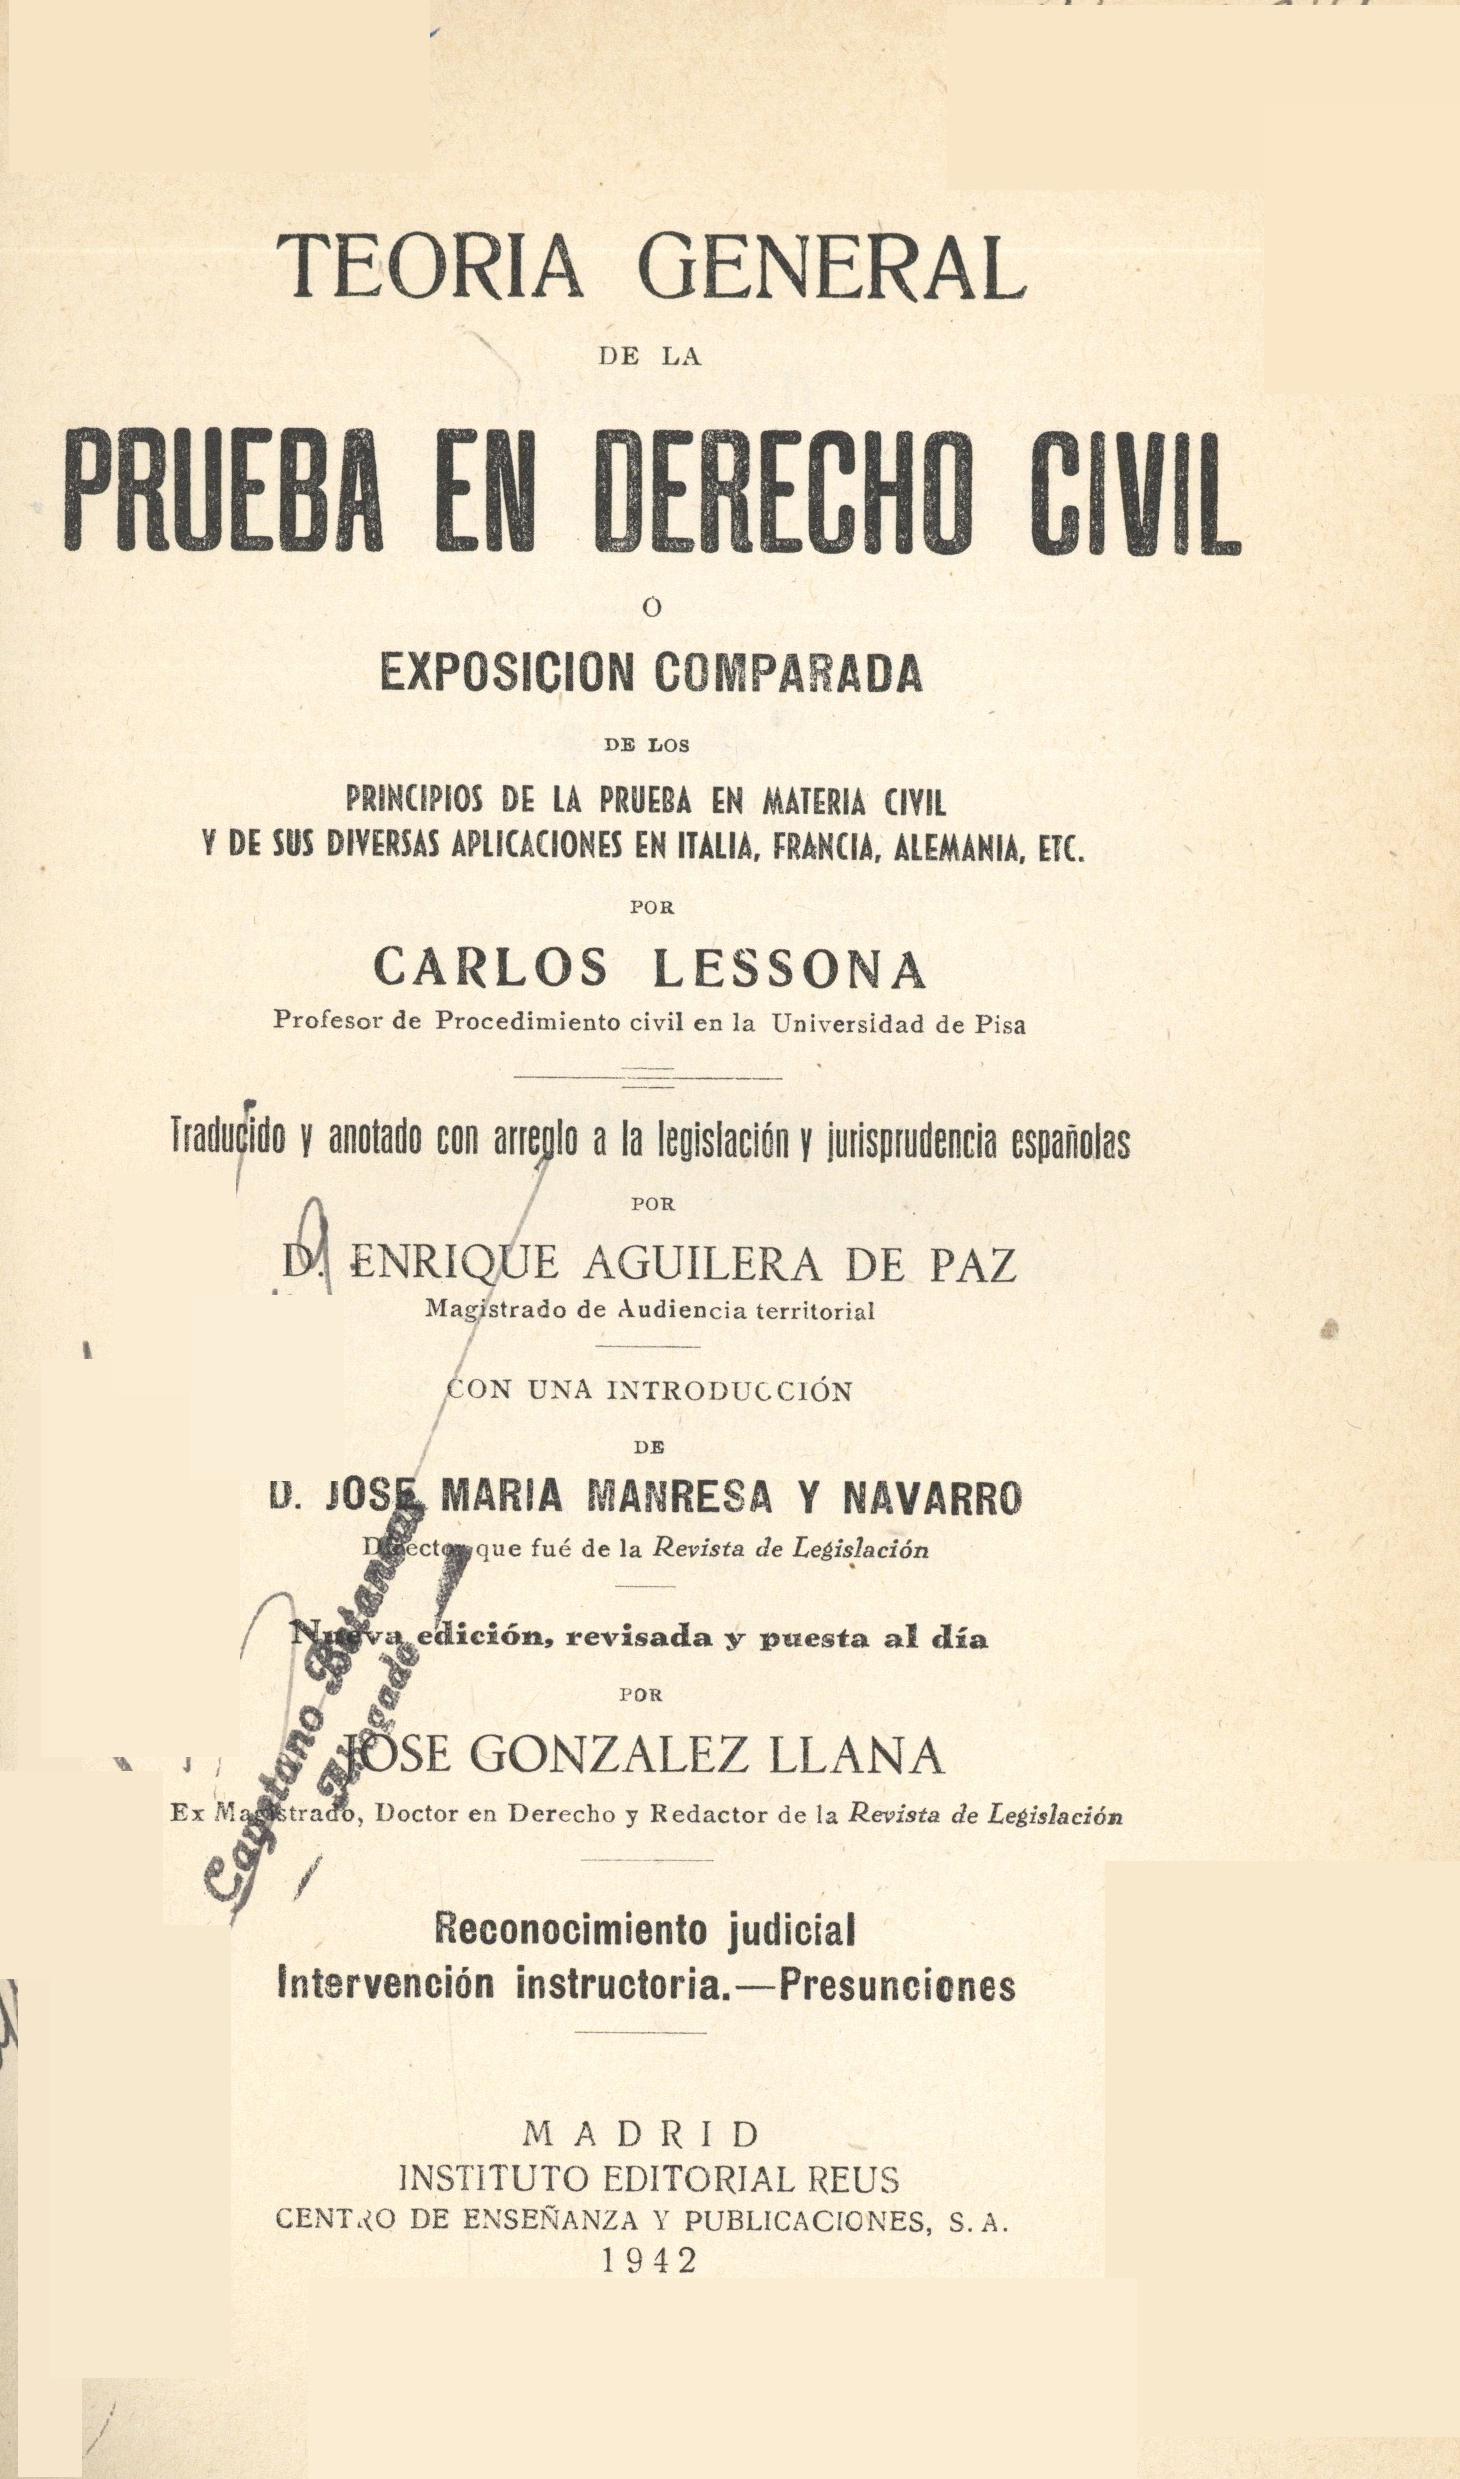 TEORIA GENERAL
DE LA
PRUEBA EN DERECHO CIVIL
O
EXPOSICION COMPARADA
DE LOS
PRINCIPIOS DE LA PRUEBA EN MATERIA CIVIL
Y DE SUS DIVERSAS APLICACIONES EN ITALIA, FRANCIA, ALEMANIA, ETC.
POR
CARLOS LESSONA
Profesor de Procedimiento civil en la Universidad de Pisa
Traducido y anotado con arreglo a la legislación y jurisprudencia españolas
POR
D. ENRIQUE AGUILERA DE PAZ
Magistrado de Audiencia territorial
CON UNA INTRODUCCIÓN
DE
D. JOSE MARIA MANRESA Y NAVARRO
Director que fué de la Revista de Legislación
Nueva edición, revisada y puesta al día
POR
JOSE GONZALEZ LLANA
Ex Magistrado, Doctor en Derecho y Redactor de la Revista de Legislación
Cayetano
Abogado
Reconocimiento judicial
Intervención instructoria.—Presunciones
MADRID
INSTITUTO EDITORIAL REUS
CENTRO DE ENSEÑANZA Y PUBLICACIONES, S. A.
1942